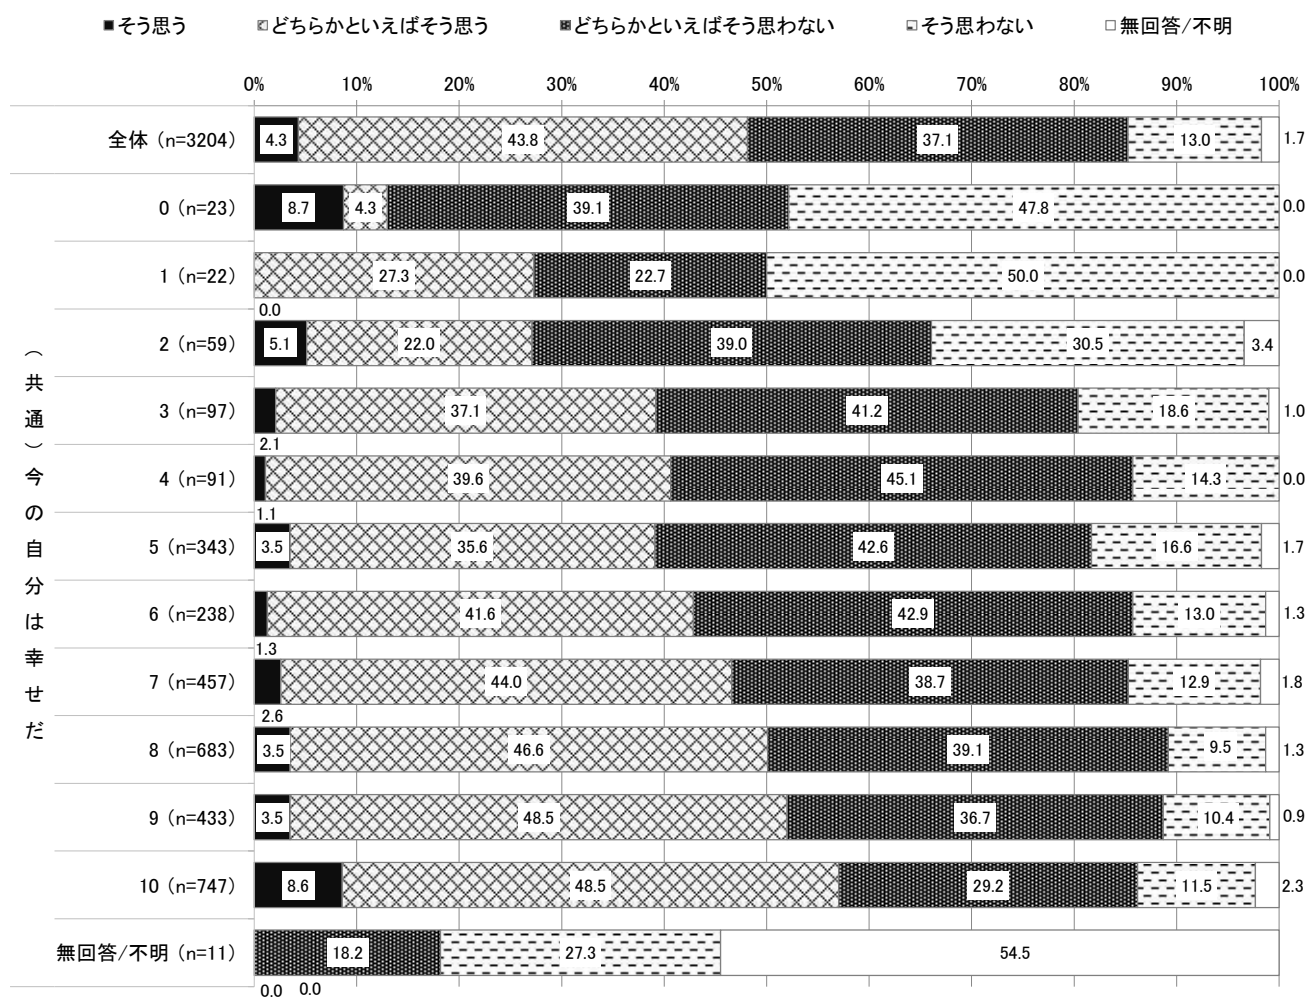 そう思う どちらかといえばそう思う どちらかといえばそう思わない そう思わない 無回答/不明
0% 10% 20% 30% 40% 50% 60% 70% 80% 90% 100%
全体 (n=3204) 4.3 43.8 37.1 13.0 1.7
0 (n=23) 8.7 4.3 39.1 47.8 0.0
1 (n=22) 27.3 22.7 50.0 0.0
0.0
2 (n=59) 5.1 22.0 39.0 30.5 3.4
3 (n=97) 37.1 41.2 18.6 1.0
2.1
4 (n=91) 39.6 45.1 14.3 0.0
1.1
5 (n=343) 3.5 35.6 42.6 16.6 1.7
6 (n=238) 41.6 42.9 13.0 1.3
1.3
7 (n=457) 44.0 38.7 12.9 1.8
2.6
8 (n=683) 3.5 46.6 39.1 9.5 1.3
9 (n=433) 3.5 48.5 36.7 10.4 0.9
10 (n=747) 8.6 48.5 29.2 11.5 2.3
無回答/不明 (n=11) 18.2 27.3 54.5
0.0 0.0
(共通)今の自分は幸せだ